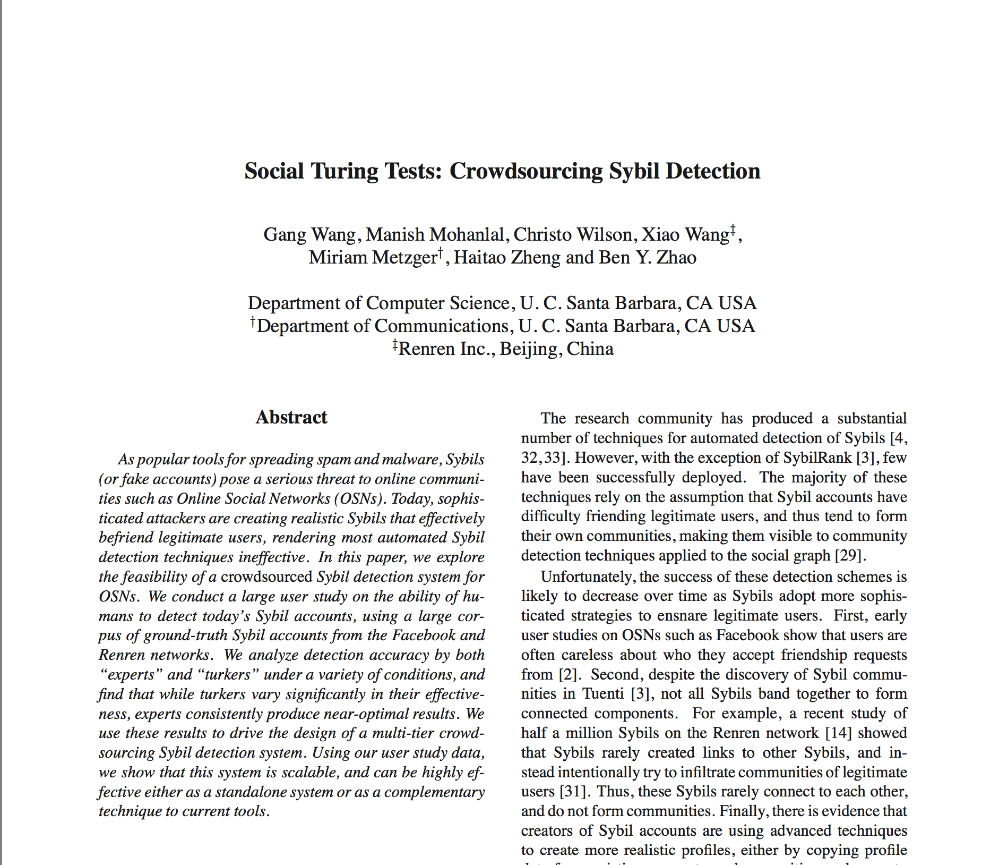 Social Turing Tests: Crowdsourcing Sybil Detection
Gang Wang, Manish Mohanlal, Christo Wilson, Xiao Wang‡,
Miriam Metzger†, Haitao Zheng and Ben Y. Zhao
Department of Computer Science, U. C. Santa Barbara, CA USA
†Department of Communications, U. C. Santa Barbara, CA USA
‡Renren Inc., Beijing, China
Abstract
As popular tools for spreading spam and malware, Sybils
(or fake accounts) pose a serious threat to online communi-
ties such as Online Social Networks (OSNs). Today, sophis-
ticated attackers are creating realistic Sybils that effectively
befriend legitimate users, rendering most automated Sybil
detection techniques ineffective. In this paper, we explore
the feasibility of a crowdsourced Sybil detection system for
OSNs. We conduct a large user study on the ability of hu-
mans to detect today's Sybil accounts, using a large cor-
pus of ground-truth Sybil accounts from the Facebook and
Renren networks. We analyze detection accuracy by both
“experts” and “turkers” under a variety of conditions, and
find that while turkers vary significantly in their effective-
ness, experts consistently produce near-optimal results. We
use these results to drive the design of a multi-tier crowd-
sourcing Sybil detection system. Using our user study data,
we show that this system is scalable, and can be highly ef-
fective either as a standalone system or as a complementary
technique to current tools.
The research community has produced a substantial
number of techniques for automated detection of Sybils [4,
32,33]. However, with the exception of SybilRank [3], few
have been successfully deployed. The majority of these
techniques rely on the assumption that Sybil accounts have
difficulty friending legitimate users, and thus tend to form
their own communities, making them visible to community
detection techniques applied to the social graph [29].
Unfortunately, the success of these detection schemes is
likely to decrease over time as Sybils adopt more sophis-
ticated strategies to ensnare legitimate users. First, early
user studies on OSNs such as Facebook show that users are
often careless about who they accept friendship requests
from [2]. Second, despite the discovery of Sybil commu-
nities in Tuenti [3], not all Sybils band together to form
connected components. For example, a recent study of
half a million Sybils on the Renren network [14] showed
that Sybils rarely created links to other Sybils, and in-
stead intentionally try to infiltrate communities of legitimate
users [31]. Thus, these Sybils rarely connect to each other,
and do not form communities. Finally, there is evidence that
creators of Sybil accounts are using advanced techniques
to create more realistic profiles, either by copying profile